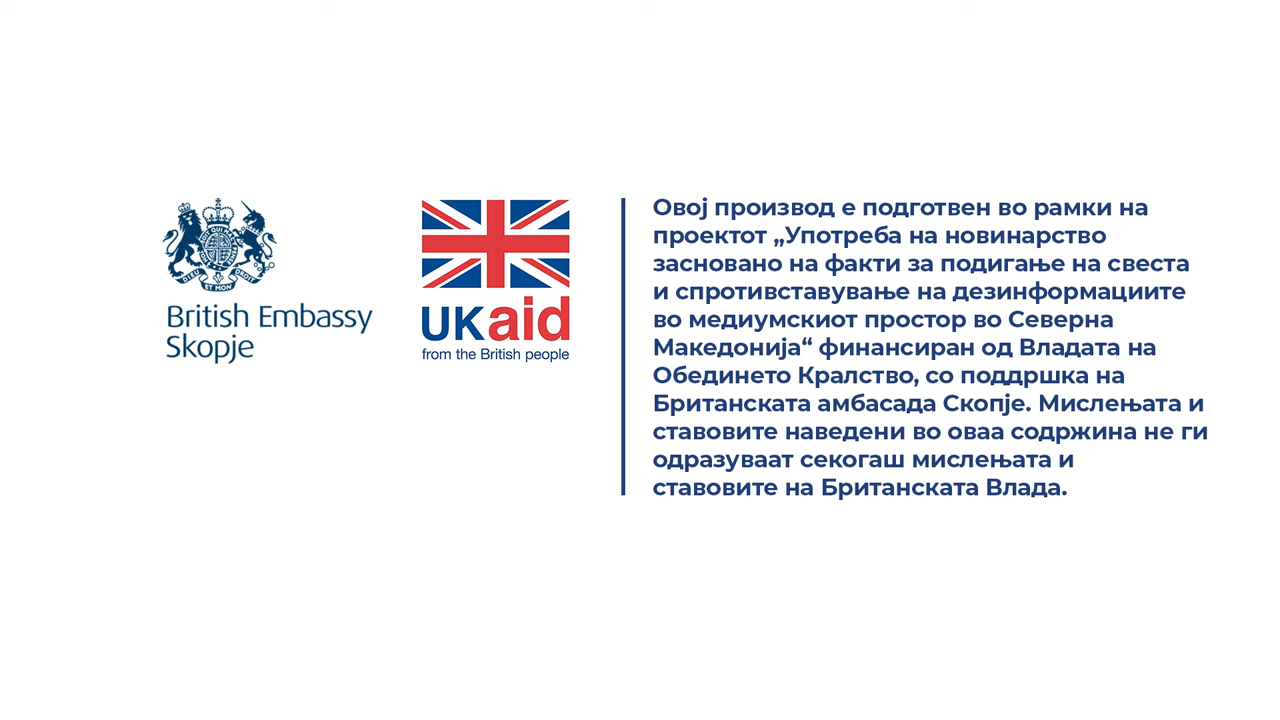 British Embassy
Skopje
UKaid
from the British people
Овој производ е подготвен во рамки на
проектот „Употреба на новинарство
засновано на факти за подигање на свеста
и спротивставување на дезинформациите
во медиумскиот простор во Северна
Македонија“ финансиран од Владата на
Обединето Кралство, со поддршка на
Британската амбасада Скопје. Мислењата и
ставовите наведени во оваа содржина не ги
одразуваат секогаш мислењата и
ставовите на Британската Влада.